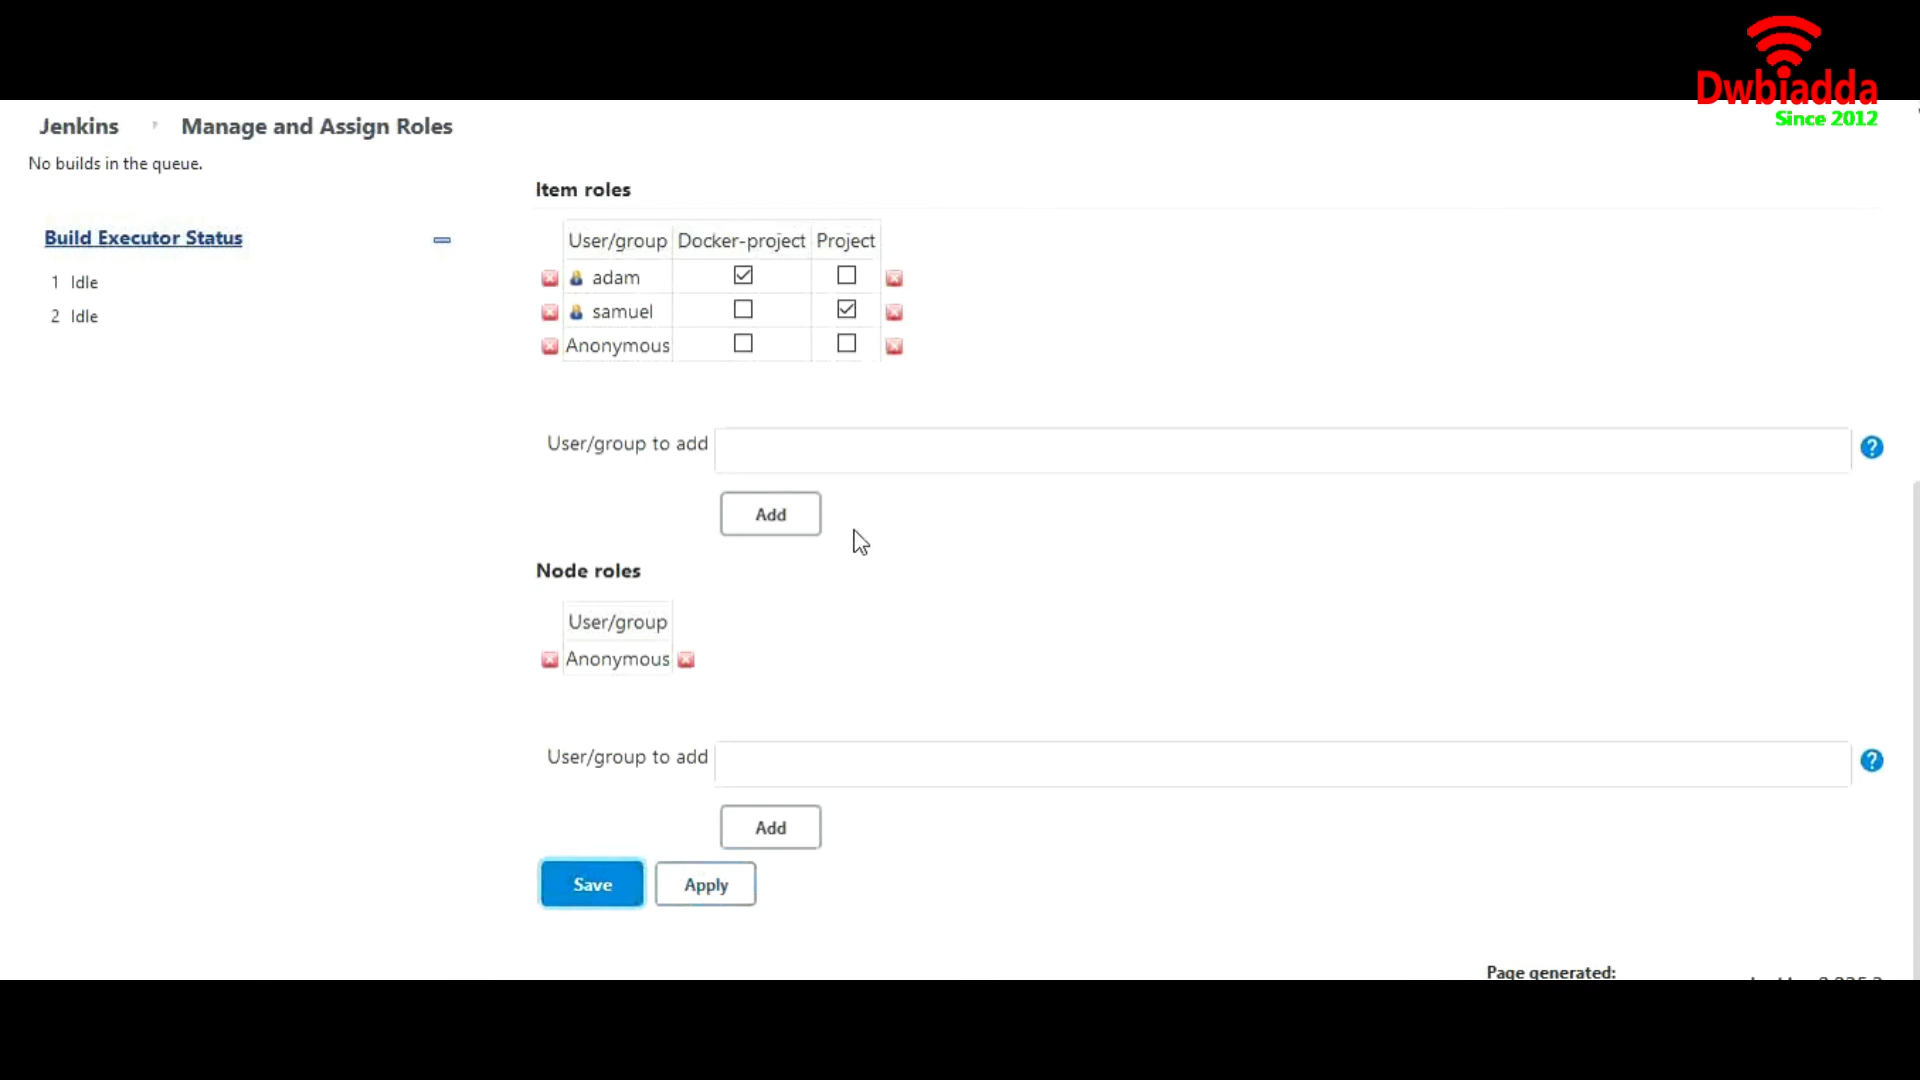 Dwbiadda
Since 2012
Jenkins Manage and Assign Roles
No builds in the queue.
Item roles
Build Executor Status
1 Idle
2 Idle
User/group Docker-project Project
adam
samuel
Anonymous
User/group to add
Add
Node roles
User/group
Anonymous
User/group to add
Add
Save Apply
Page generated: